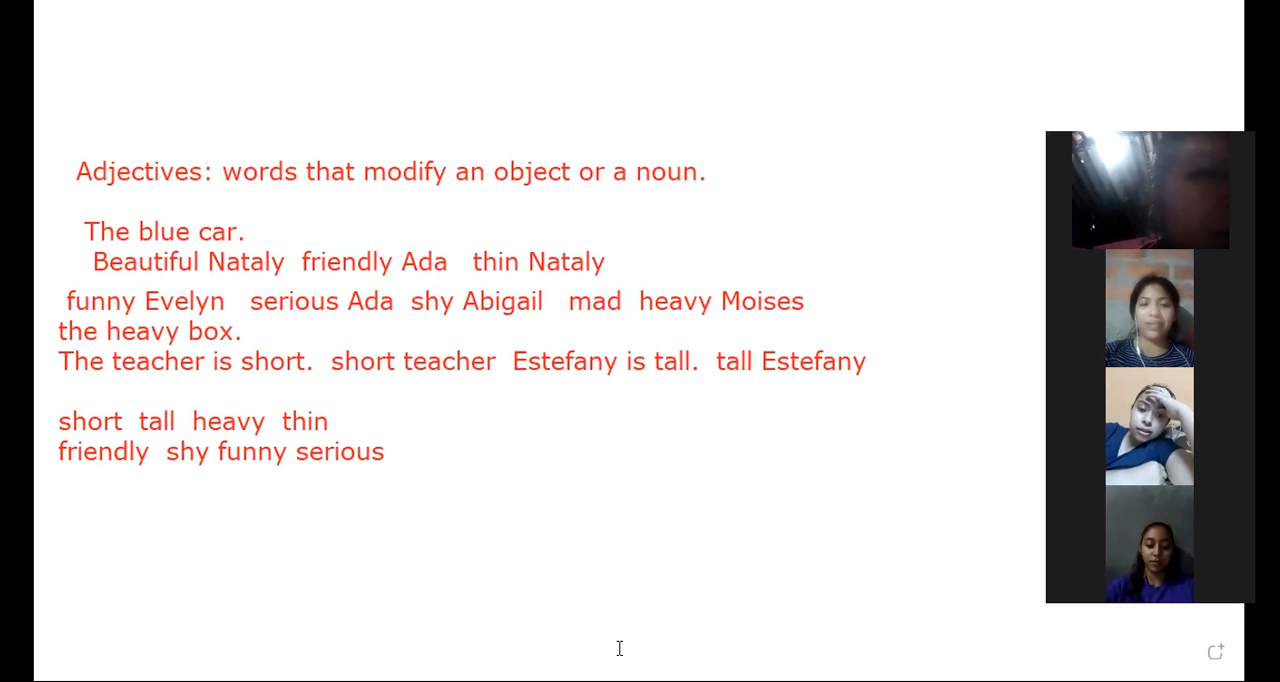 Adjectives: words that modify an object or a noun.
The blue car.
Beautiful Nataly friendly Ada thin Nataly
funny Evelyn serious Ada shy Abigail mad heavy Moises
the heavy box.
The teacher is short. short teacher Estefany is tall. tall Estefany
short tall heavy thin
friendly shy funny serious